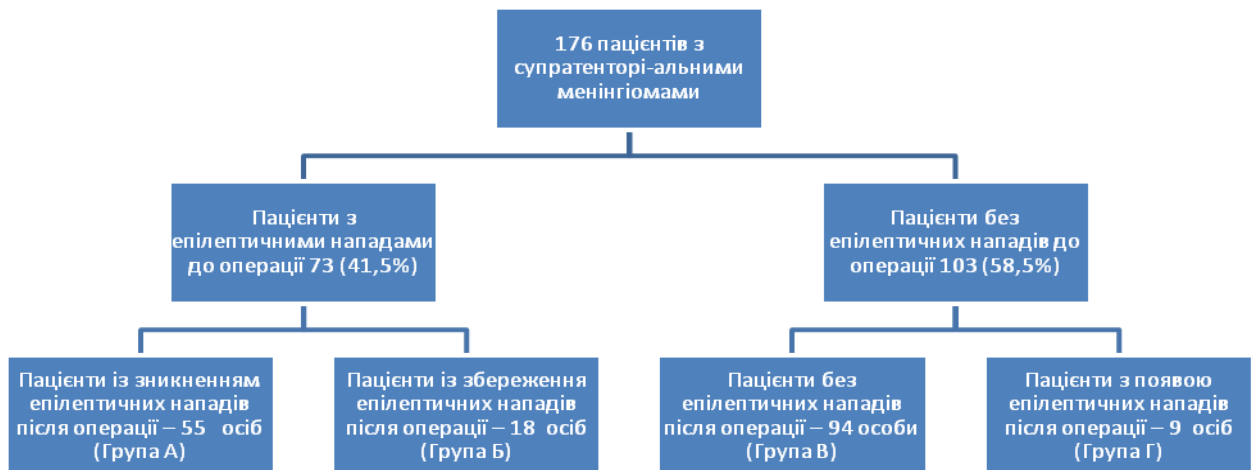 176 пацієнтів з
супратенторі-альними
менінгіомами
Пацієнти з
епілептичними нападами
до операції 73 (41,5%)
Пацієнти без
епілептичних нападів до
операції 103 (58,5%)
Пацієнти із зникненням
епілептичних нападів
після операції – 55 осіб
(Група А)
Пацієнти із збереження
епілептичних нападів
після операції – 18 осіб
(Група Б)
Пацієнти без
епілептичних нападів
після операції – 94 особи
(Група В)
Пацієнти з появою
епілептичних нападів
після операції – 9 осіб
(Група Г)